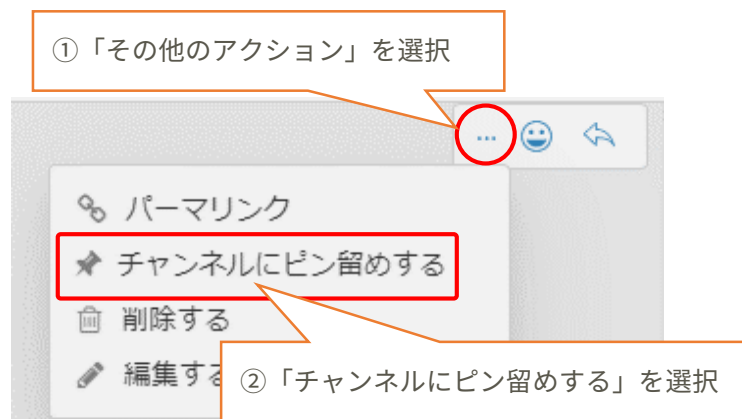 ①「その他のアクション」を選択
...
パーマリンク
チャンネルにピン留めする
削除する
編集する
②「チャンネルにピン留めする」を選択